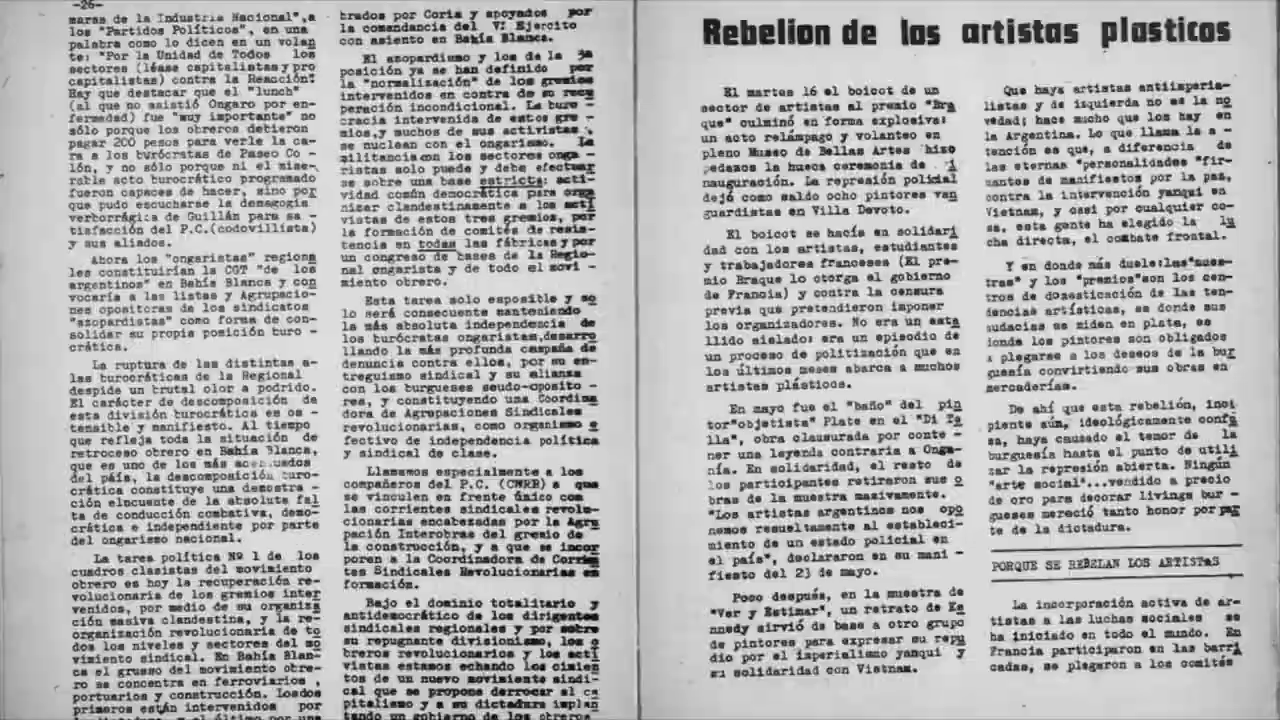 -26-
maras de la Industria Nacional",a
los "Partidos Políticos", en una
palabra como lo dicen en un volan
te: "Por la Unidad de Todos los
sectores (léase capitalistas y pro
capitalistas) contra la Reacción"
Hay que destacar que el "lunch"
(al que no asistió Ongaro por en-
fermedad) fue "muy importante" no
sólo porque los obreros debieron
pagar 200 pesos para verle la ca-
ra a los burócratas de Paseo Co -
lón, y no sólo porque ni el mise-
rable acto burocrático programado
fueron capaces de hacer, sino por
que pudo escucharse la demagogia
verborrágica de Guillán para sa -
tisfacción del P.C.(codovillista)
y sus aliados.
Ahora los "ongaristas" regiona
les constituirían la CGT "de los
argentinos" en Bahía Blanca y con
vocaría a las listas y Agrupacio-
nes opositoras de los sindicatos
"azopardistas" como forma de con-
solidar su propia posición buro -
crática.
La ruptura de las distintas a-
las burocráticas de la Regional
despide un brutal olor a podrido.
El carácter de descomposición de
esta división burocrática es os -
tensible y manifiesto. Al tiempo
que refleja toda la situación de
retroceso obrero en Bahía Blanca,
que es uno de los más acentuados
del país, la descomposición buro-
crática constituye una demostra -
ción elocuente de la absoluta fal
ta de conducción combativa, demo-
crática e independiente por parte
del ongarismo nacional.
La tarea política Nº 1 de los
cuadros clasistas del movimiento
obrero es hoy la recuperación re-
volucionaria de los gremios inter
venidos, por medio de su organiza
ción masiva clandestina, y la re-
organización revolucionaria de to
dos los niveles y sectores del mo
vimiento sindical. En Bahía Blan-
ca el grueso del movimiento obre-
ro se concentra en ferroviarios ,
portuarios y construcción. Los dos
primeros están intervenidos por
y el último por una
brados por Coria y apoyados por
la comandancia del Vº Ejército
con asiento en Bahía Blanca.
El azopardismo y los de la 3a
posición ya se han definido por
la "normalización" de los gremios
intervenidos en contra de su recu
peración incondicional. La buro -
cracia intervenida de estos gre -
mios,y muchos de sus activistas ,
se nuclean con el ongarismo. La
militancia con los sectores onga -
ristas solo puede y debe efectuar
se sobre una base estricta: acti-
vidad común democrática para orga
nizar clandestinamente a los acti
vistas de estos tres gremios, por
la formación de comités de resis-
tencia en todas las fábricas y por
un congreso de bases de la Regio-
nal ongarista y de todo el movi -
miento obrero.
Esta tarea solo es posible y so
lo será consecuente manteniendo
la más absoluta independencia de
los burócratas ongaristas,desarro
llando la más profunda campaña de
denuncia contra ellos, por su en-
treguismo sindical y su alianza
con los burgueses seudo-oposito -
res, y constituyendo una Coordina
dora de Agrupaciones Sindicales
revolucionarias, como organismo e
fectivo de independencia política
y sindical de clase.
Llamamos especialmente a los
compañeros del P.C. (CNRR) a que
se vinculen en frente único con
las corrientes sindicales revolu-
cionarias encabezadas por la Agru
pación Interobras del gremio de
la construcción, y a que se incor
poren a la Coordinadora de Corrien
tes Sindicales Revolucionarias en
formación.
Bajo el dominio totalitario y
antidemocrático de los dirigentes
sindicales regionales y por sobre
su repugnante divisionismo, los o
breros revolucionarios y los acti
vistas estamos echando los cimien
tos de un nuevo movimiento sindi-
cal que se propone derrocar al ca
pitalismo y a su dictadura implan
tando un gobierno de los obreros
Rebelion de los artistas plasticos
El martes 16 el boicot de un
sector de artistas al premio "Bra
que" culminó en forma explosiva:
un acto relámpago y volanteo en
pleno Museo de Bellas Artes hizo
pedazos la hueca ceremonia de i
nauguración. La represión policial
dejó como saldo ocho pintores van
guardistas en Villa Devoto.
El boicot se hacía en solidari
dad con los artistas, estudiantes
y trabajadores franceses (El pre-
mio Braque lo otorga el gobierno
de Francia) y contra la censura
previa que pretendieron imponer
los organizadores. No era un esta
llido aislado: era un episodio de
un proceso de politización que en
los últimos meses abarca a muchos
artistas plásticos.
En mayo fue el "baño" del pin
tor"objetista" Plate en el "Di Te
lla", obra clausurada por conte -
ner una leyenda contraria a Onga-
nía. En solidaridad, el resto de
los participantes retiraron sus o
bras de la muestra masivamente.
"Los artistas argentinos nos opo
nemos resueltamente al estableci-
miento de un estado policial en
el país", declararon en su mani -
fiesto del 23 de mayo.
Poco después, en la muestra de
"Ver y Estimar", un retrato de Ke
nnedy sirvió de base a otro grupo
de pintores para expresar su repu
dio por el imperialismo yanqui y
su solidaridad con Vietnam.
Que haya artistas antiimperia-
listas y de izquierda no es la no
vedad; hace mucho que los hay en
la Argentina. Lo que llama la a -
tención es que, a diferencia de
las eternas "personalidades "fir-
mantes de manifiestos por la paz,
contra la intervención yanqui en
Vietnam, y casi por cualquier co-
sa, esta gente ha elegido la lu
cha directa, el combate frontal.
Y en donde más duele:las"mues-
tras" y los "premios"son los cen-
tros de domesticación de las ten-
dencias artísticas, es donde sus
audacias se miden en plata, es
donde los pintores son obligados
a plegarse a los deseos de la bur
guesía convirtiendo sus obras en
mercaderías.
De ahí que esta rebelión, inci
piente aún, ideológicamente confu
sa, haya causado el temor de la
burguesía hasta el punto de utili
zar la represión abierta. Ningún
"arte social"...vendido a precio
de oro para decorar livings bur -
gueses mereció tanto honor por par
te de la dictadura.
PORQUE SE REBELAN LOS ARTISTAS
La incorporación activa de ar-
tistas a las luchas sociales se
ha iniciado en todo el mundo. En
Francia participaron en las barri
cadas, se plegaron a los comités